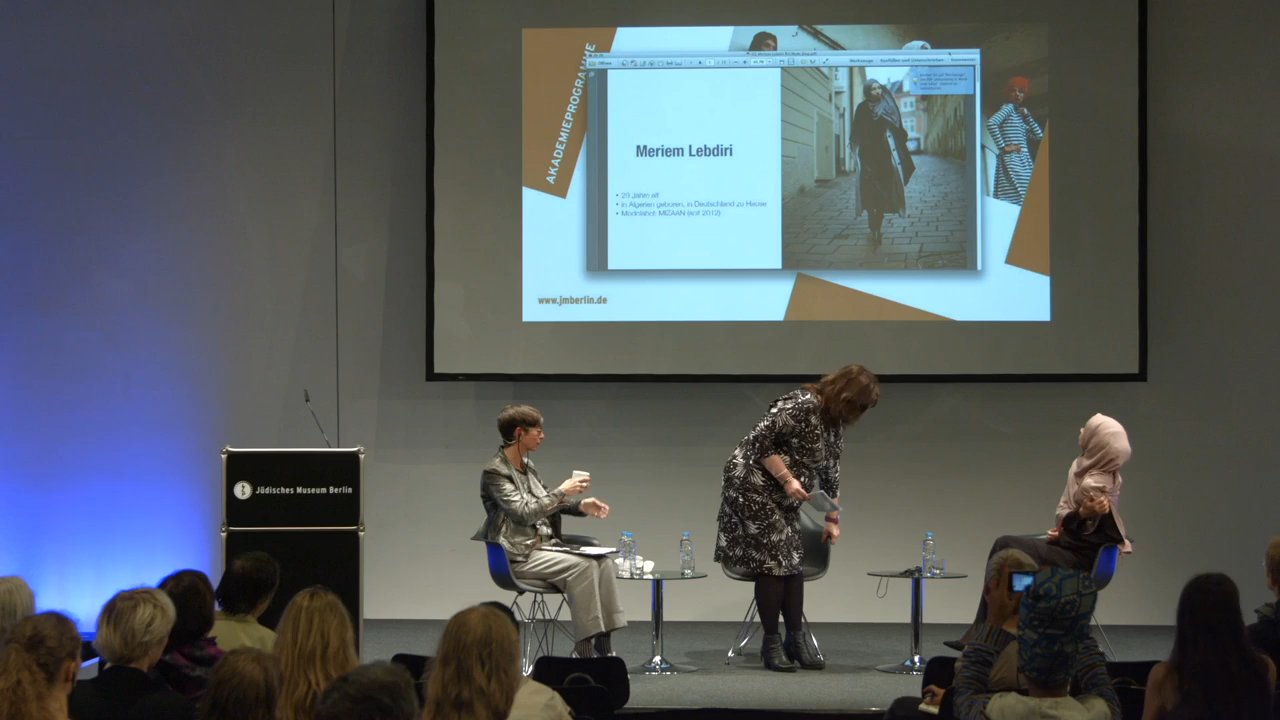 AKADEMIEPROGRAMME
Meriem Lebdiri
• 29 Jahre alt
• in Algerien geboren, in Deutschland zu Hause
• Modelabel: MIZAAN (seit 2012)
www.jmberlin.de
Jüdisches Museum Berlin